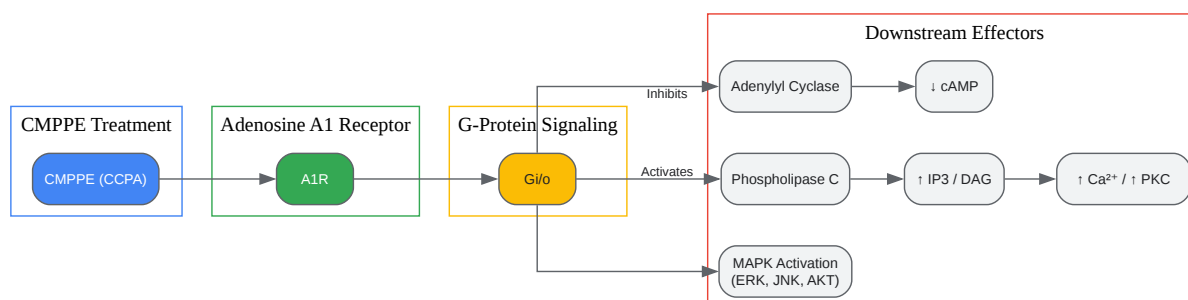 Downstream Effectors
Adenylyl Cyclase
↓ cAMP
Inhibits
CMPPE Treatment
Adenosine A1 Receptor
G-Protein Signaling
CMPPE (CCPA)
A1R
Gi/o
Activates
Phospholipase C
↑ IP3 / DAG
↑ Ca²⁺ / ↑ PKC
MAPK Activation
(ERK, JNK, AKT)